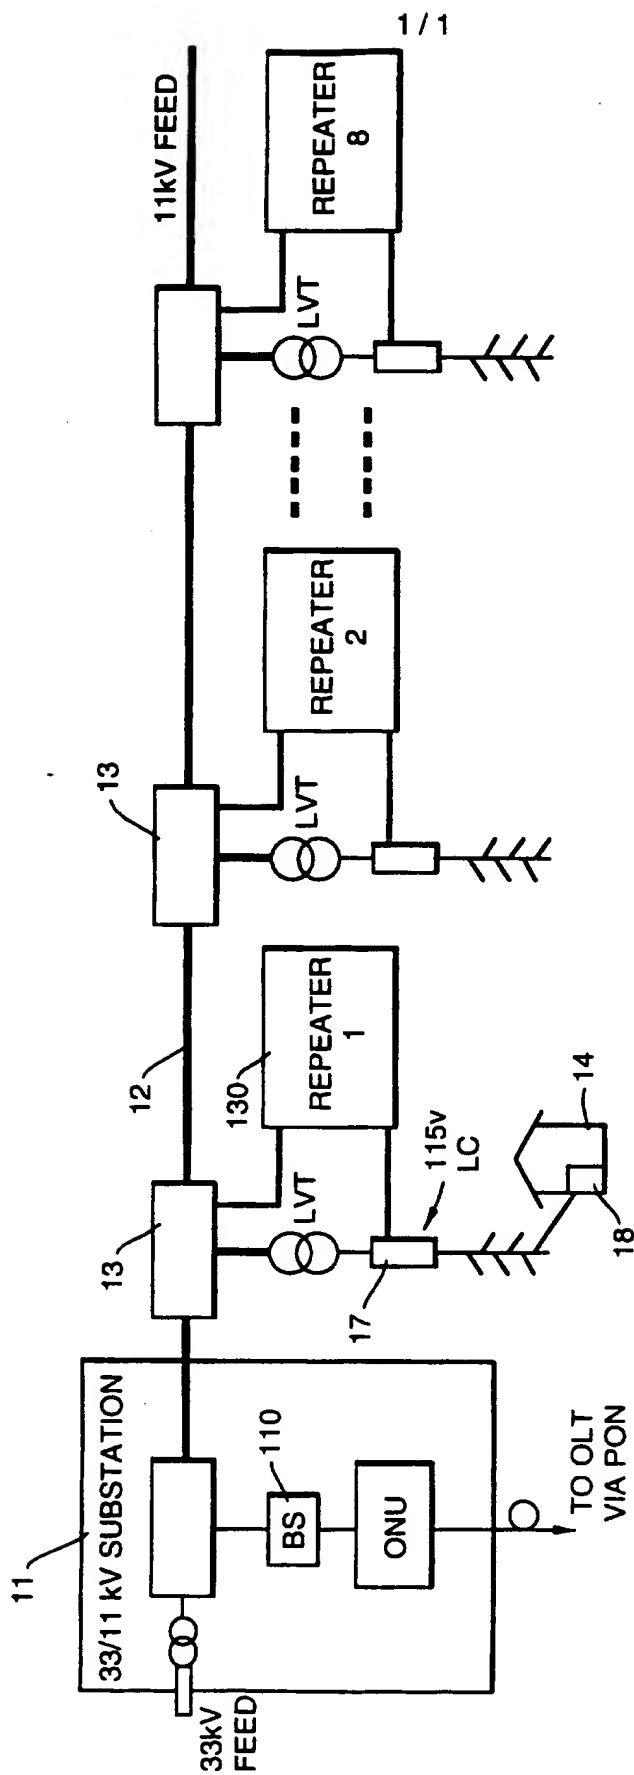 1 / 1
11
33/11 kV SUBSTATION
33kV
FEED
BS
110
ONU
TO OLT
VIA PON
13
12
LVT
130
REPEATER
1
17
115v
LC
14
18
13
LVT
REPEATER
2
11kV FEED
LVT
REPEATER
8